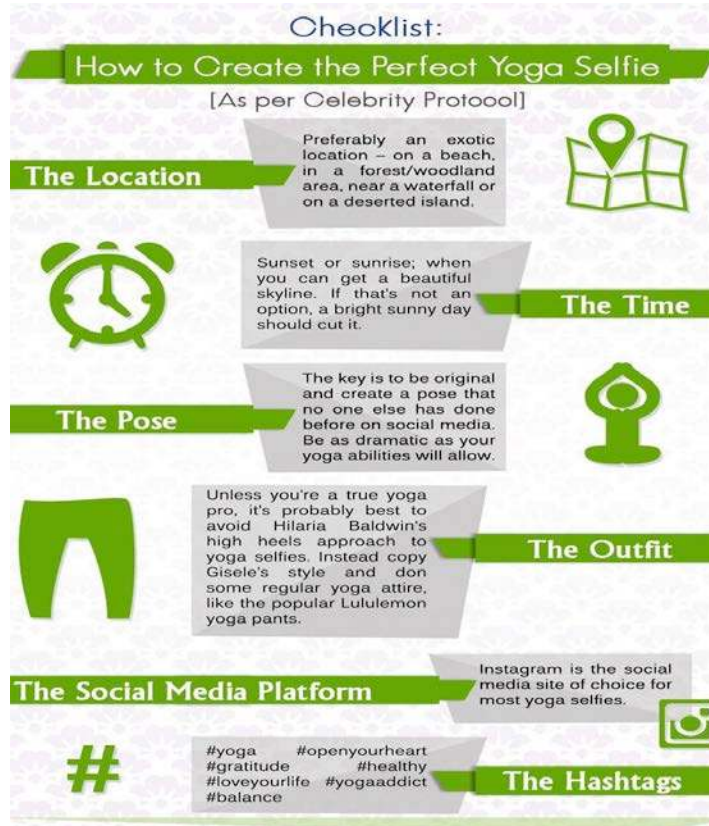 Checklist:
How to Create the Perfect Yoga Selfie
[As per Celebrity Protocol]
The Location
Preferably an exotic
location – on a beach,
in a forest/woodland
area, near a waterfall or
on a deserted island.
Sunset or sunrise; when
you can get a beautiful
skyline. If that's not an
option, a bright sunny day
should cut it.
The Time
The Pose
The key is to be original
and create a pose that
no one else has done
before on social media.
Be as dramatic as your
yoga abilities will allow.
Unless you're a true yoga
pro, it's probably best to
avoid Hilaria Baldwin's
high heels approach to
yoga selfies. Instead copy
Gisele's style and don
some regular yoga attire,
like the popular Lululemon
yoga pants.
The Outfit
The Social Media Platform
Instagram is the social
media site of choice for
most yoga selfies.
#
#yoga #openyourheart
#gratitude #healthy
#loveyourlife #yogaaddict
#balance
The Hashtags